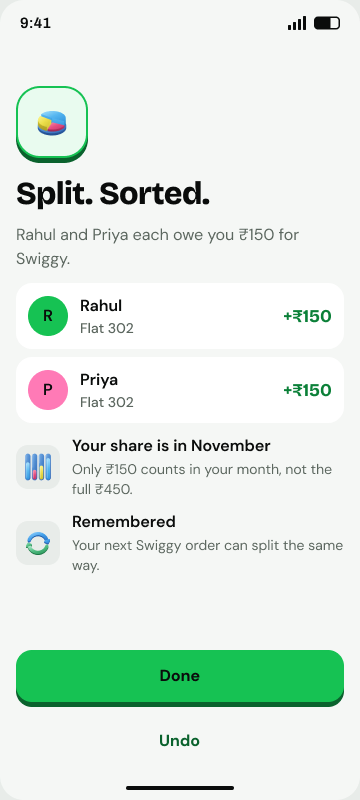 9:41
Split. Sorted.
Rahul and Priya each owe you ₹150 for
Swiggy.
R
Rahul
Flat 302
+₹150
P
Priya
Flat 302
+₹150
Your share is in November
Only ₹150 counts in your month, not the
full ₹450.
Remembered
Your next Swiggy order can split the same
way.
Done
Undo